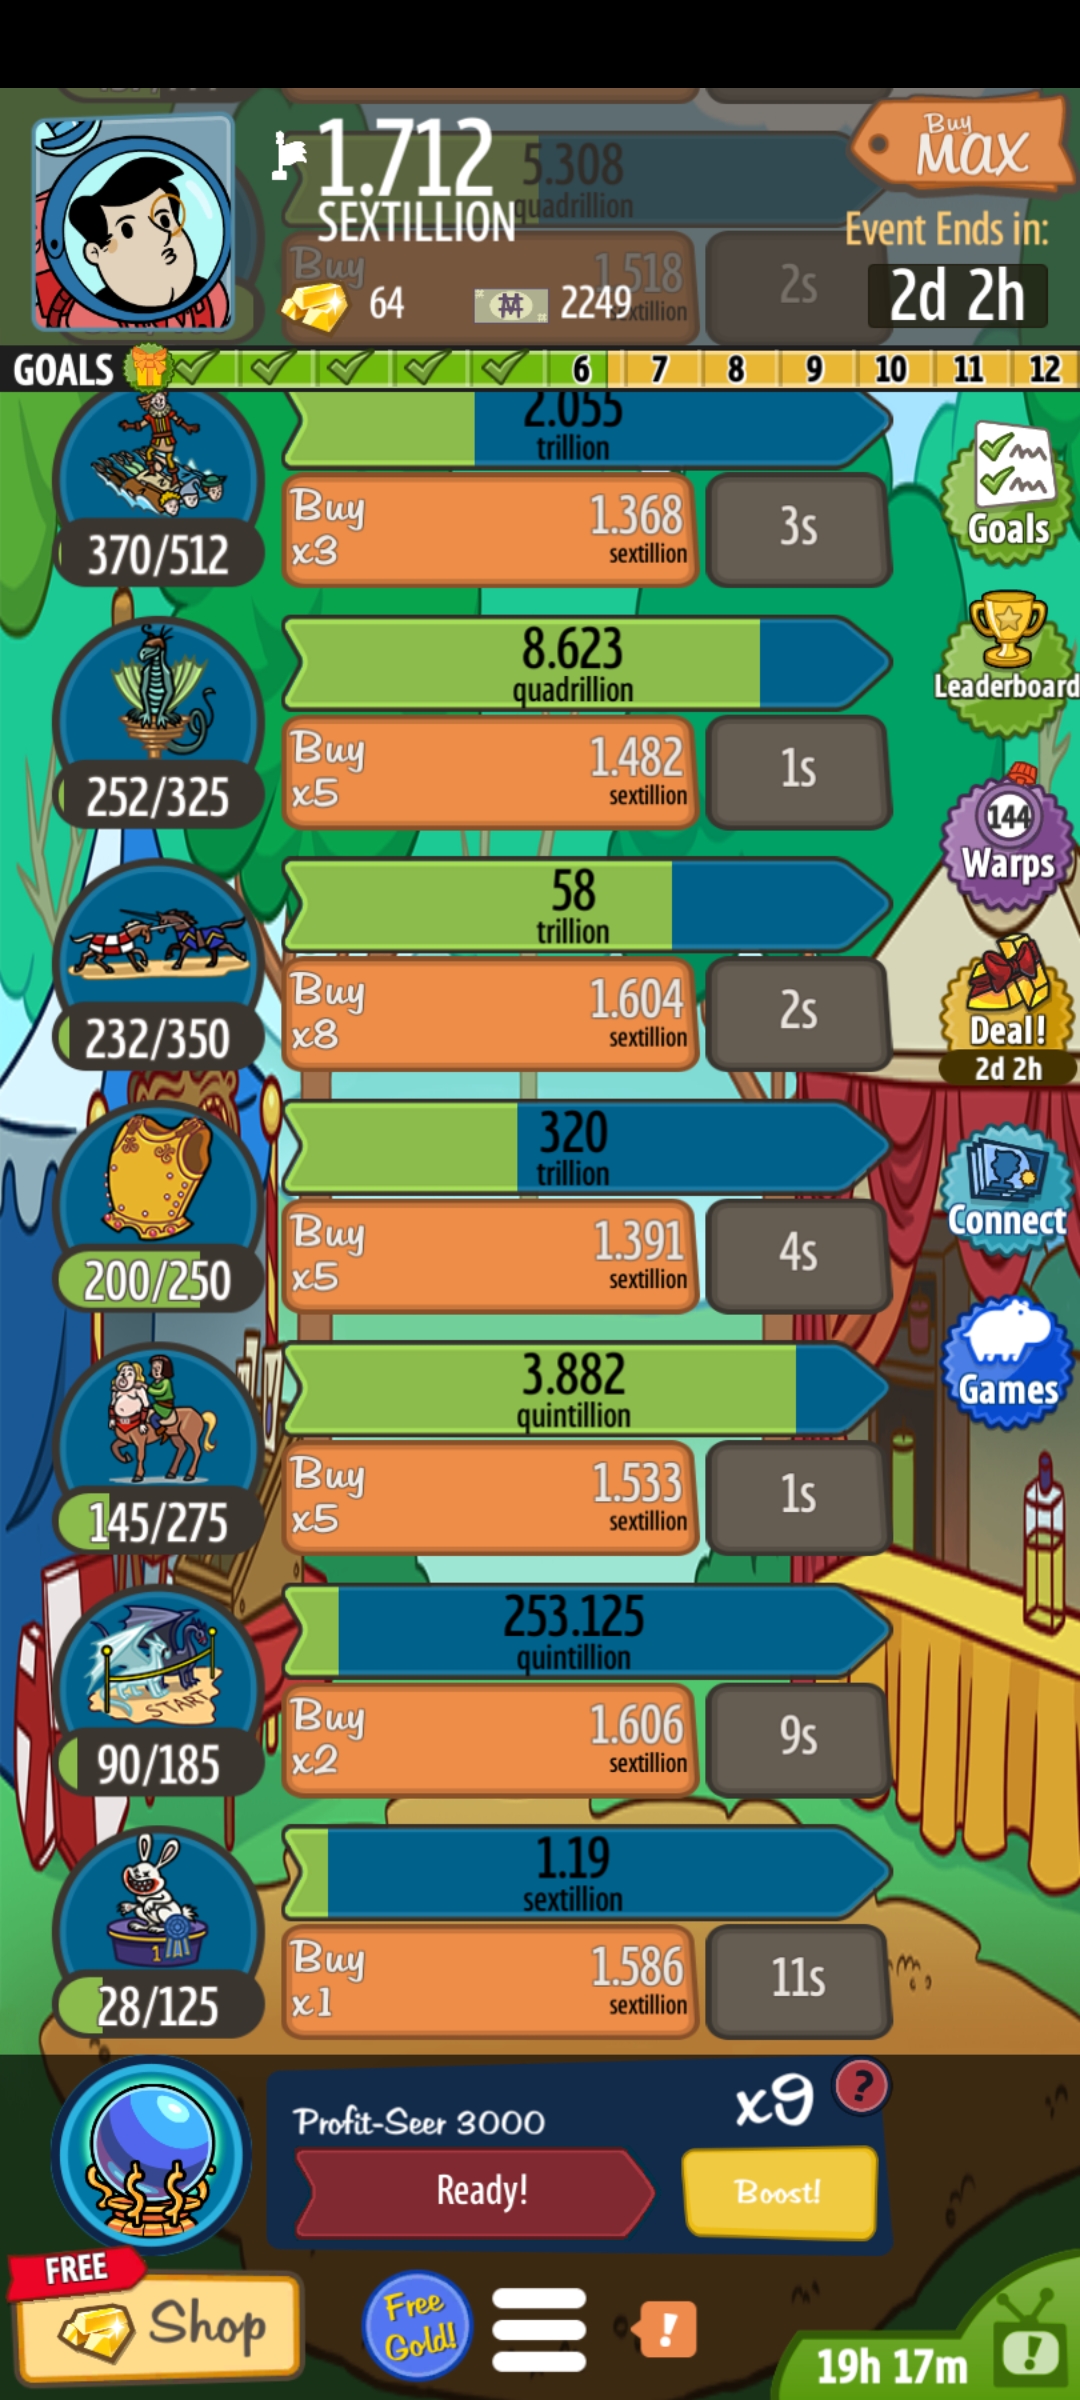 1.712
SEXTILLION
5.308
quadrillion
Buy
MAX
Event Ends in:
2d 2h
64
2249
Buy
1.518
sextillion
2s
GOALS
6 7 8 9 10 11 12
2.055
trillion
370/512
Buy
x3
1.368
sextillion
3s
Goals
8.623
quadrillion
252/325
Buy
x5
1.482
sextillion
1s
Leaderboard
144
Warps
58
trillion
232/350
Buy
x8
1.604
sextillion
2s
Deal!
2d 2h
320
trillion
200/250
Buy
x5
1.391
sextillion
4s
Connect
3.882
quintillion
145/275
Buy
x5
1.533
sextillion
1s
Games
253.125
quintillion
START
90/185
Buy
x2
1.606
sextillion
9s
1.19
sextillion
1
28/125
Buy
x1
1.586
sextillion
11s
Profit-Seer 3000
x9
?
Ready!
Boost!
FREE
Shop
Free
Gold!
!
19h 17m
!